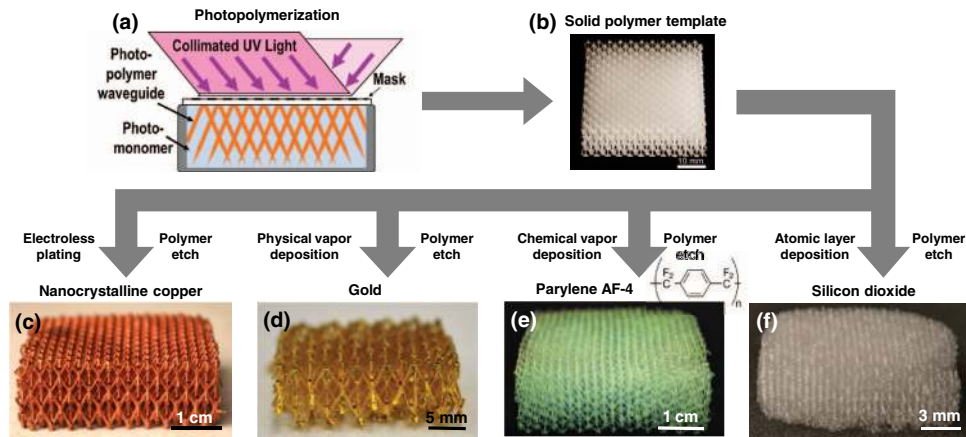 (a)
Photopolymerization
Collimated UV Light
Photo-
polymer
waveguide
Mask
Photo-
monomer
(b)
Solid polymer template
10 mm
Electroless
plating
Polymer
etch
Physical vapor
deposition
Polymer
etch
Chemical vapor
deposition
Polymer
etch
Atomic layer
deposition
Polymer
etch
Nanocrystalline copper
Gold
Parylene AF-4
F2
C
F2
C
n
Silicon dioxide
(c)
1 cm
(d)
5 mm
(e)
1 cm
(f)
3 mm